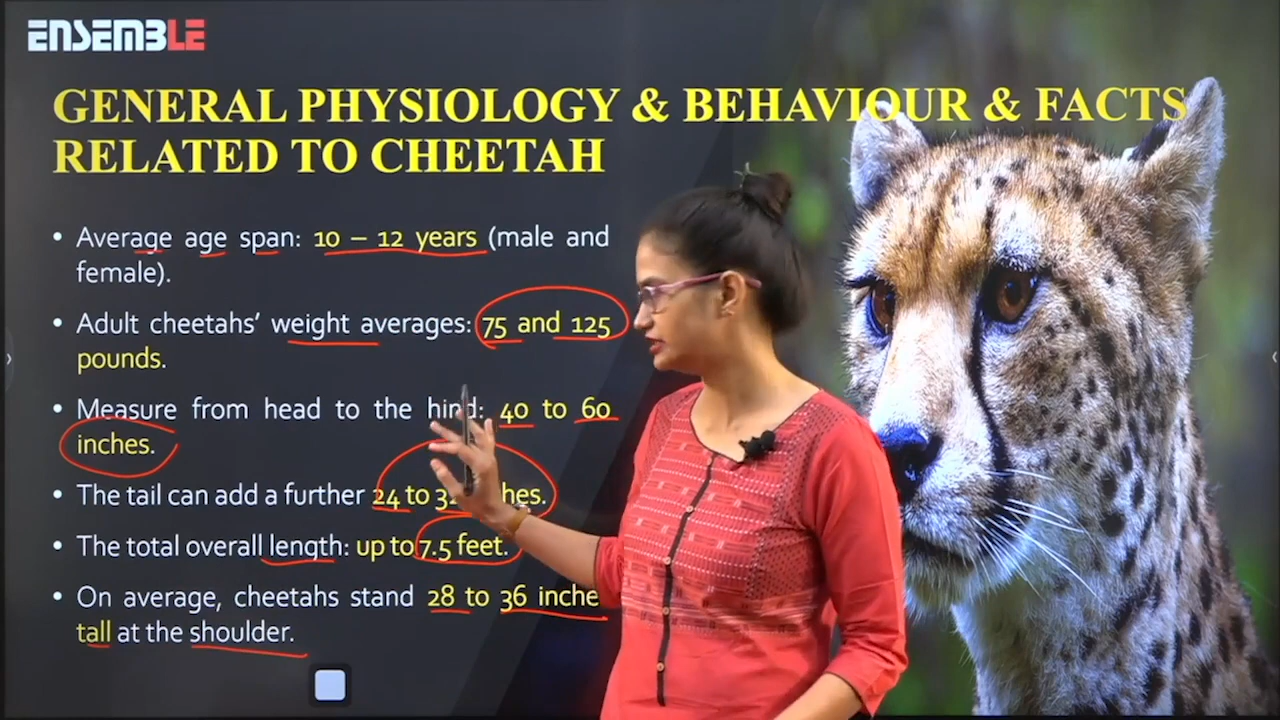 ENSEMBLE
GENERAL PHYSIOLOGY & BEHAVIOUR & FACTS
RELATED TO CHEETAH
• Average age span: 10 – 12 years (male and
female).
• Adult cheetahs’ weight averages: 75 and 125
pounds.
• Measure from head to the hind: 40 to 60
inches.
• The tail can add a further 24 to
• The total overall length: up to 7.5 feet.
• On average, cheetahs stand 28 to 36 inche
tall at the shoulder.